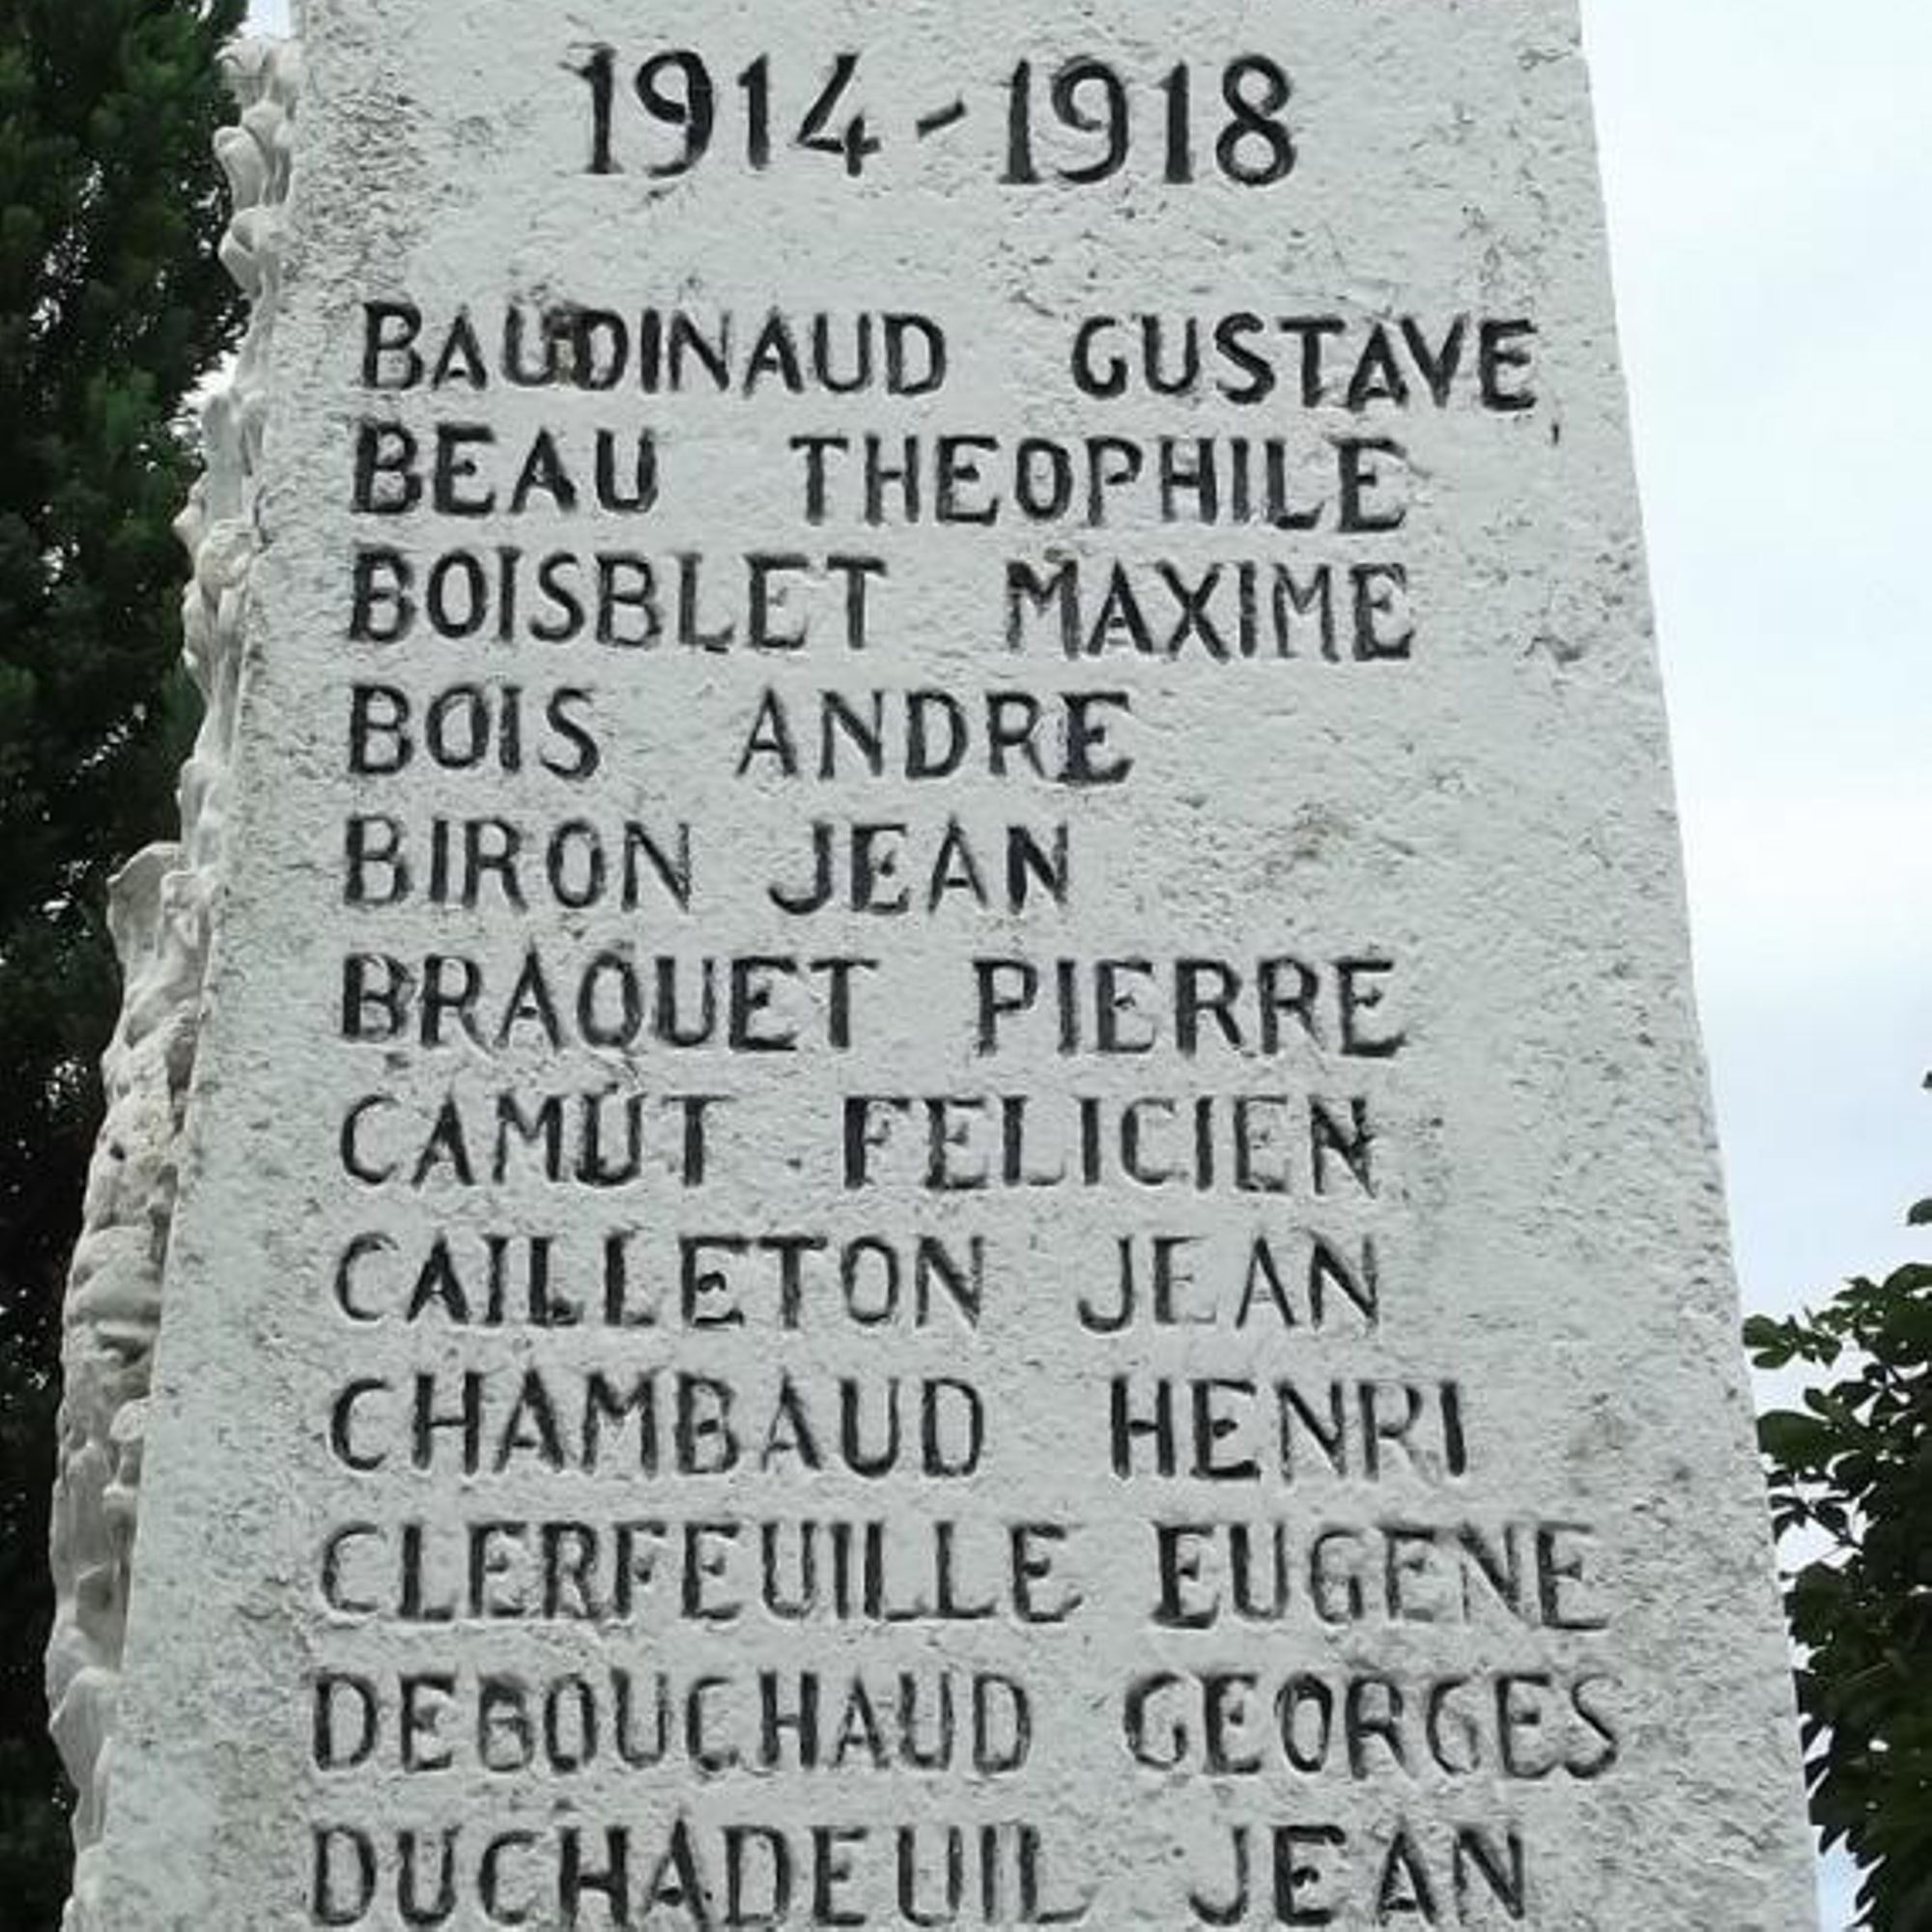 1914-1918
BAUDINAUD GUSTAVE
BEAU THEOPHILE
BOISBLET MAXIME
BOIS ANDRE
BIRON JEAN
BRAQUET PIERRE
CAMUT FELICIEN
CAILLETON JEAN
CHAMBAUD HENRI
CLERFEUILLE EUGENE
DEBOUCHAUD GEORGES
DUCHADEUIL JEAN